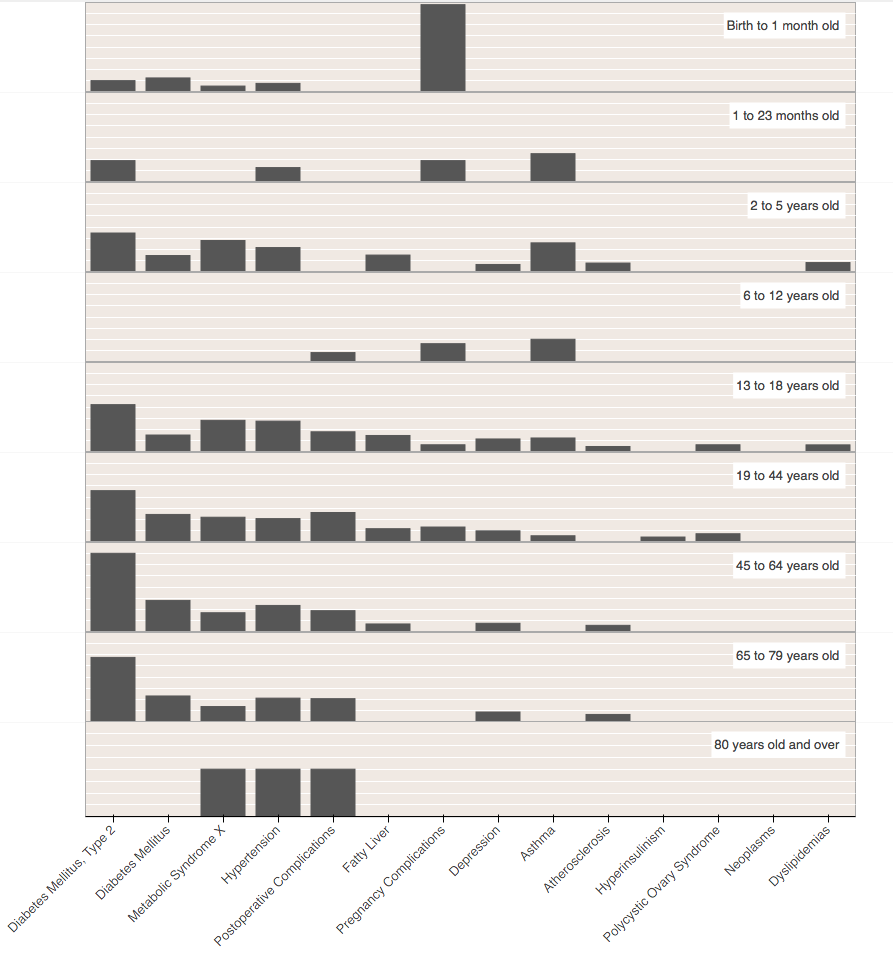 Birth to 1 month old
1 to 23 months old
2 to 5 years old
6 to 12 years old
13 to 18 years old
19 to 44 years old
45 to 64 years old
65 to 79 years old
80 years old and over
Diabetes Mellitus, Type 2
Diabetes Mellitus
Metabolic Syndrome X
Hypertension
Postoperative Complications
Fatty Liver
Pregnancy Complications
Depression
Asthma
Atherosclerosis
Hyperinsulinism
Polycystic Ovary Syndrome
Neoplasms
Dyslipidemias